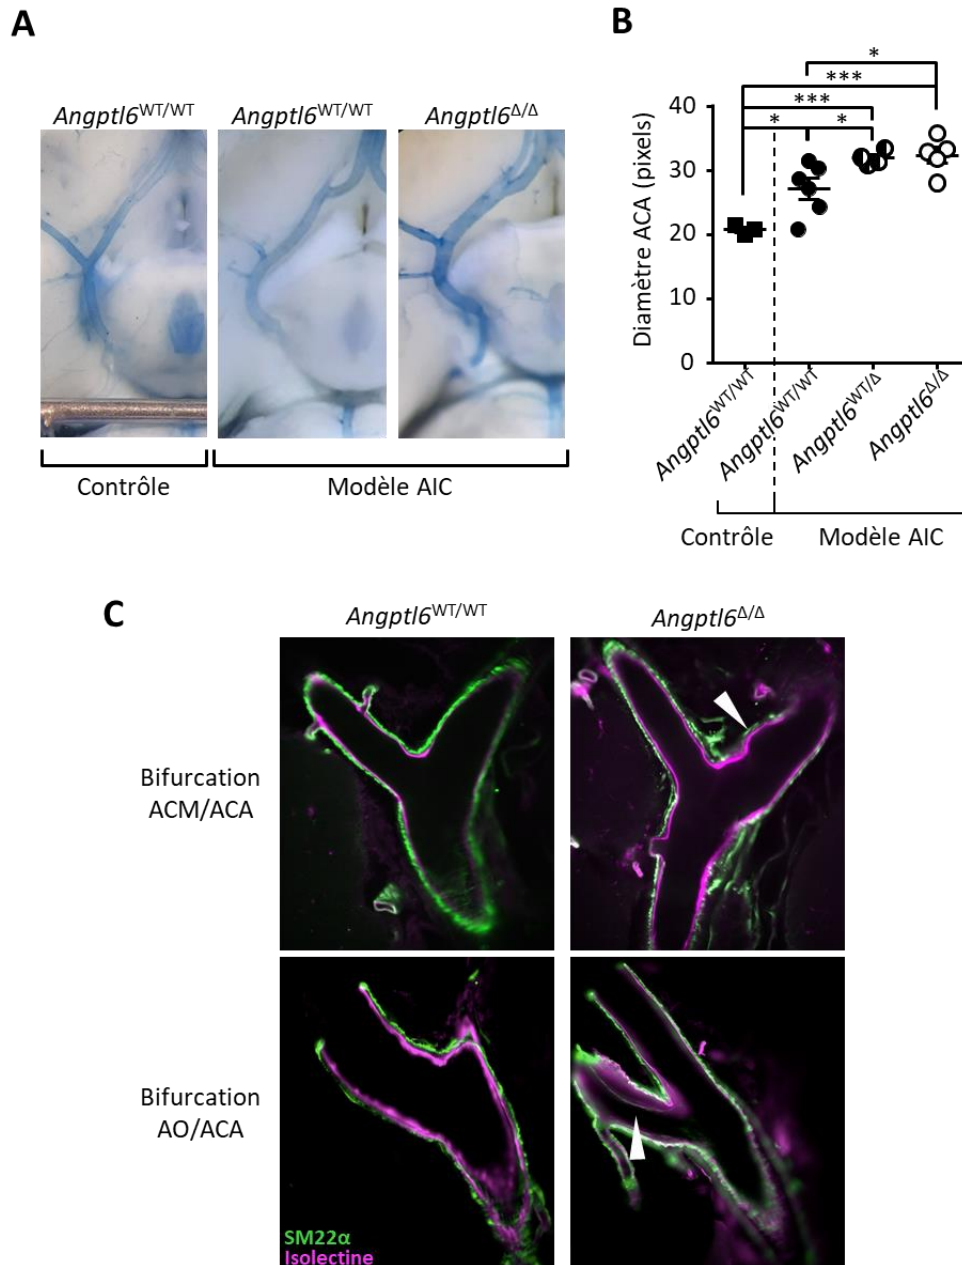 A
Angptl6WT/WT
Angptl6WT/WT
Angptl6Δ/Δ
Contrôle
Modèle AIC
B
*
***
***
*
*
Diamètre ACA (pixels)
40
30
20
10
0
Angptl6WT/WT
Angptl6WT/WT
Angptl6WT/Δ
Angptl6Δ/Δ
Contrôle
Modèle AIC
C
Angptl6WT/WT
Angptl6Δ/Δ
Bifurcation
ACM/ACA
Bifurcation
AO/ACA
SM22α
Isolectine